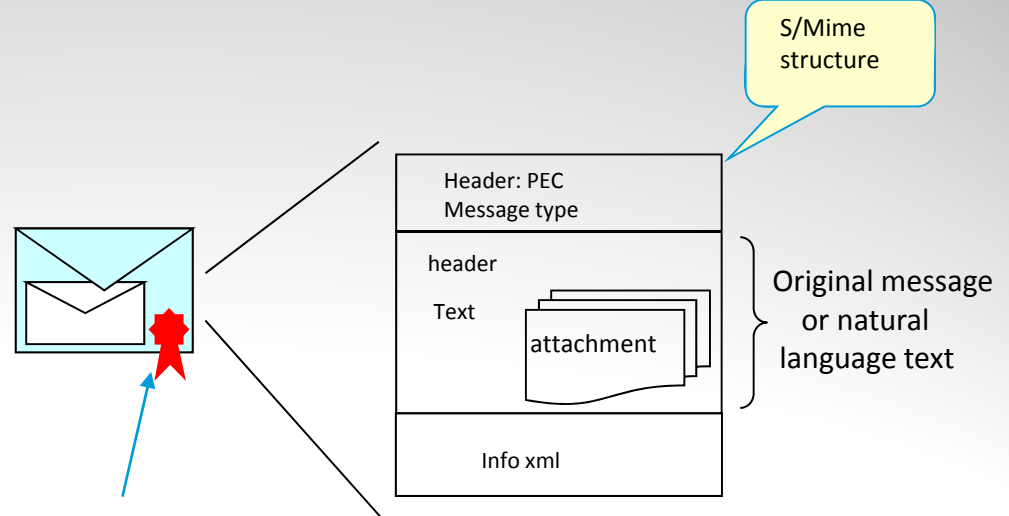 S/Mime
structure
Header: PEC
Message type
header
Text
attachment
Original message
or natural
language text
Info xml